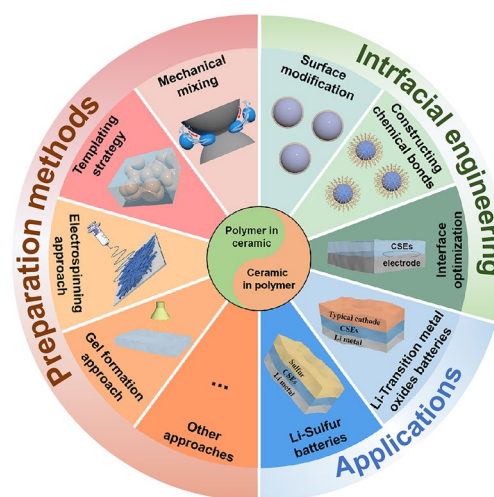 Preparation methods
Mechanical
mixing
Templating
strategy
Electrospinning
approach
Gel formation
approach
...
Other
approaches
Intrfacial engineering
Surface
modification
Constructing
chemical bonds
Interface
optimization
CSEs
electrode
Applications
Li-Transition metal
oxides batteries
Typical cathode
CSEs
Li metal
Li-Sulfur
batteries
Sulfur
CSEs
Li metal
Polymer in
ceramic
Ceramic
in polymer